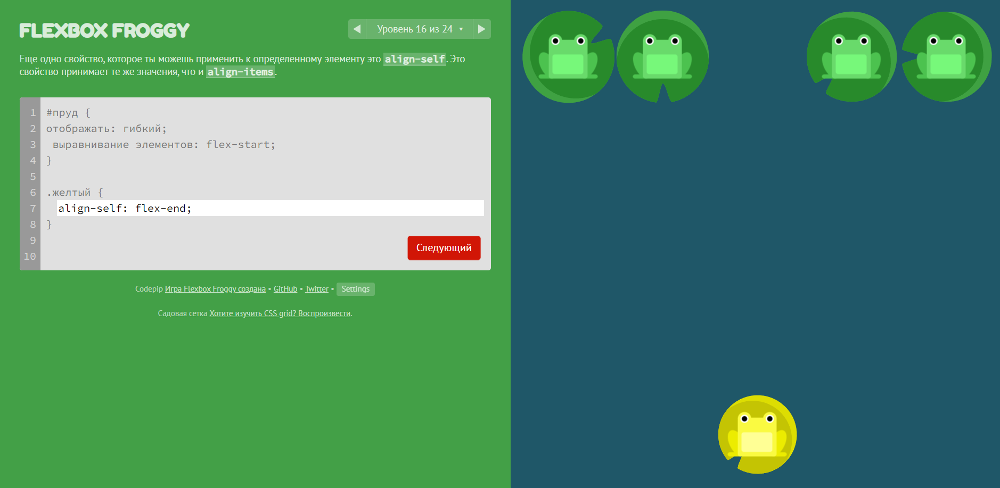 FLEXBOX FROGGY
Уровень 16 из 24 ▼
Еще одно свойство, которое ты можешь применить к определенному элементу это align-self. Это
свойство принимает те же значения, что и align-items.
1 #пруд {
2 отображать: гибкий;
3 выравнивание элементов: flex-start;
4 }
5
6 .желтый {
7 align-self: flex-end;
8 }
9
10
Следующий
Codepip Игра Flexbox Froggy создана • GitHub • Twitter • Settings
Садовая сетка Хотите изучить CSS grid? Воспроизвести.